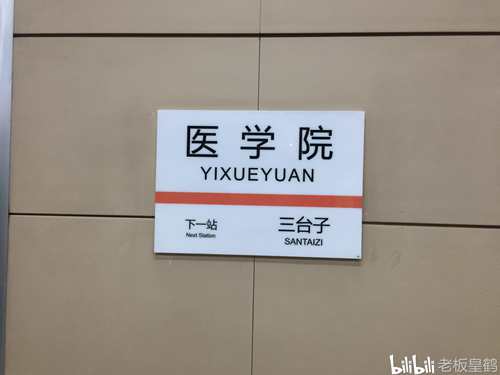 医学院
YIXUEYUAN
下一站
三台子
Next Station
SANTAIZI
bilibili 老板皇鹤